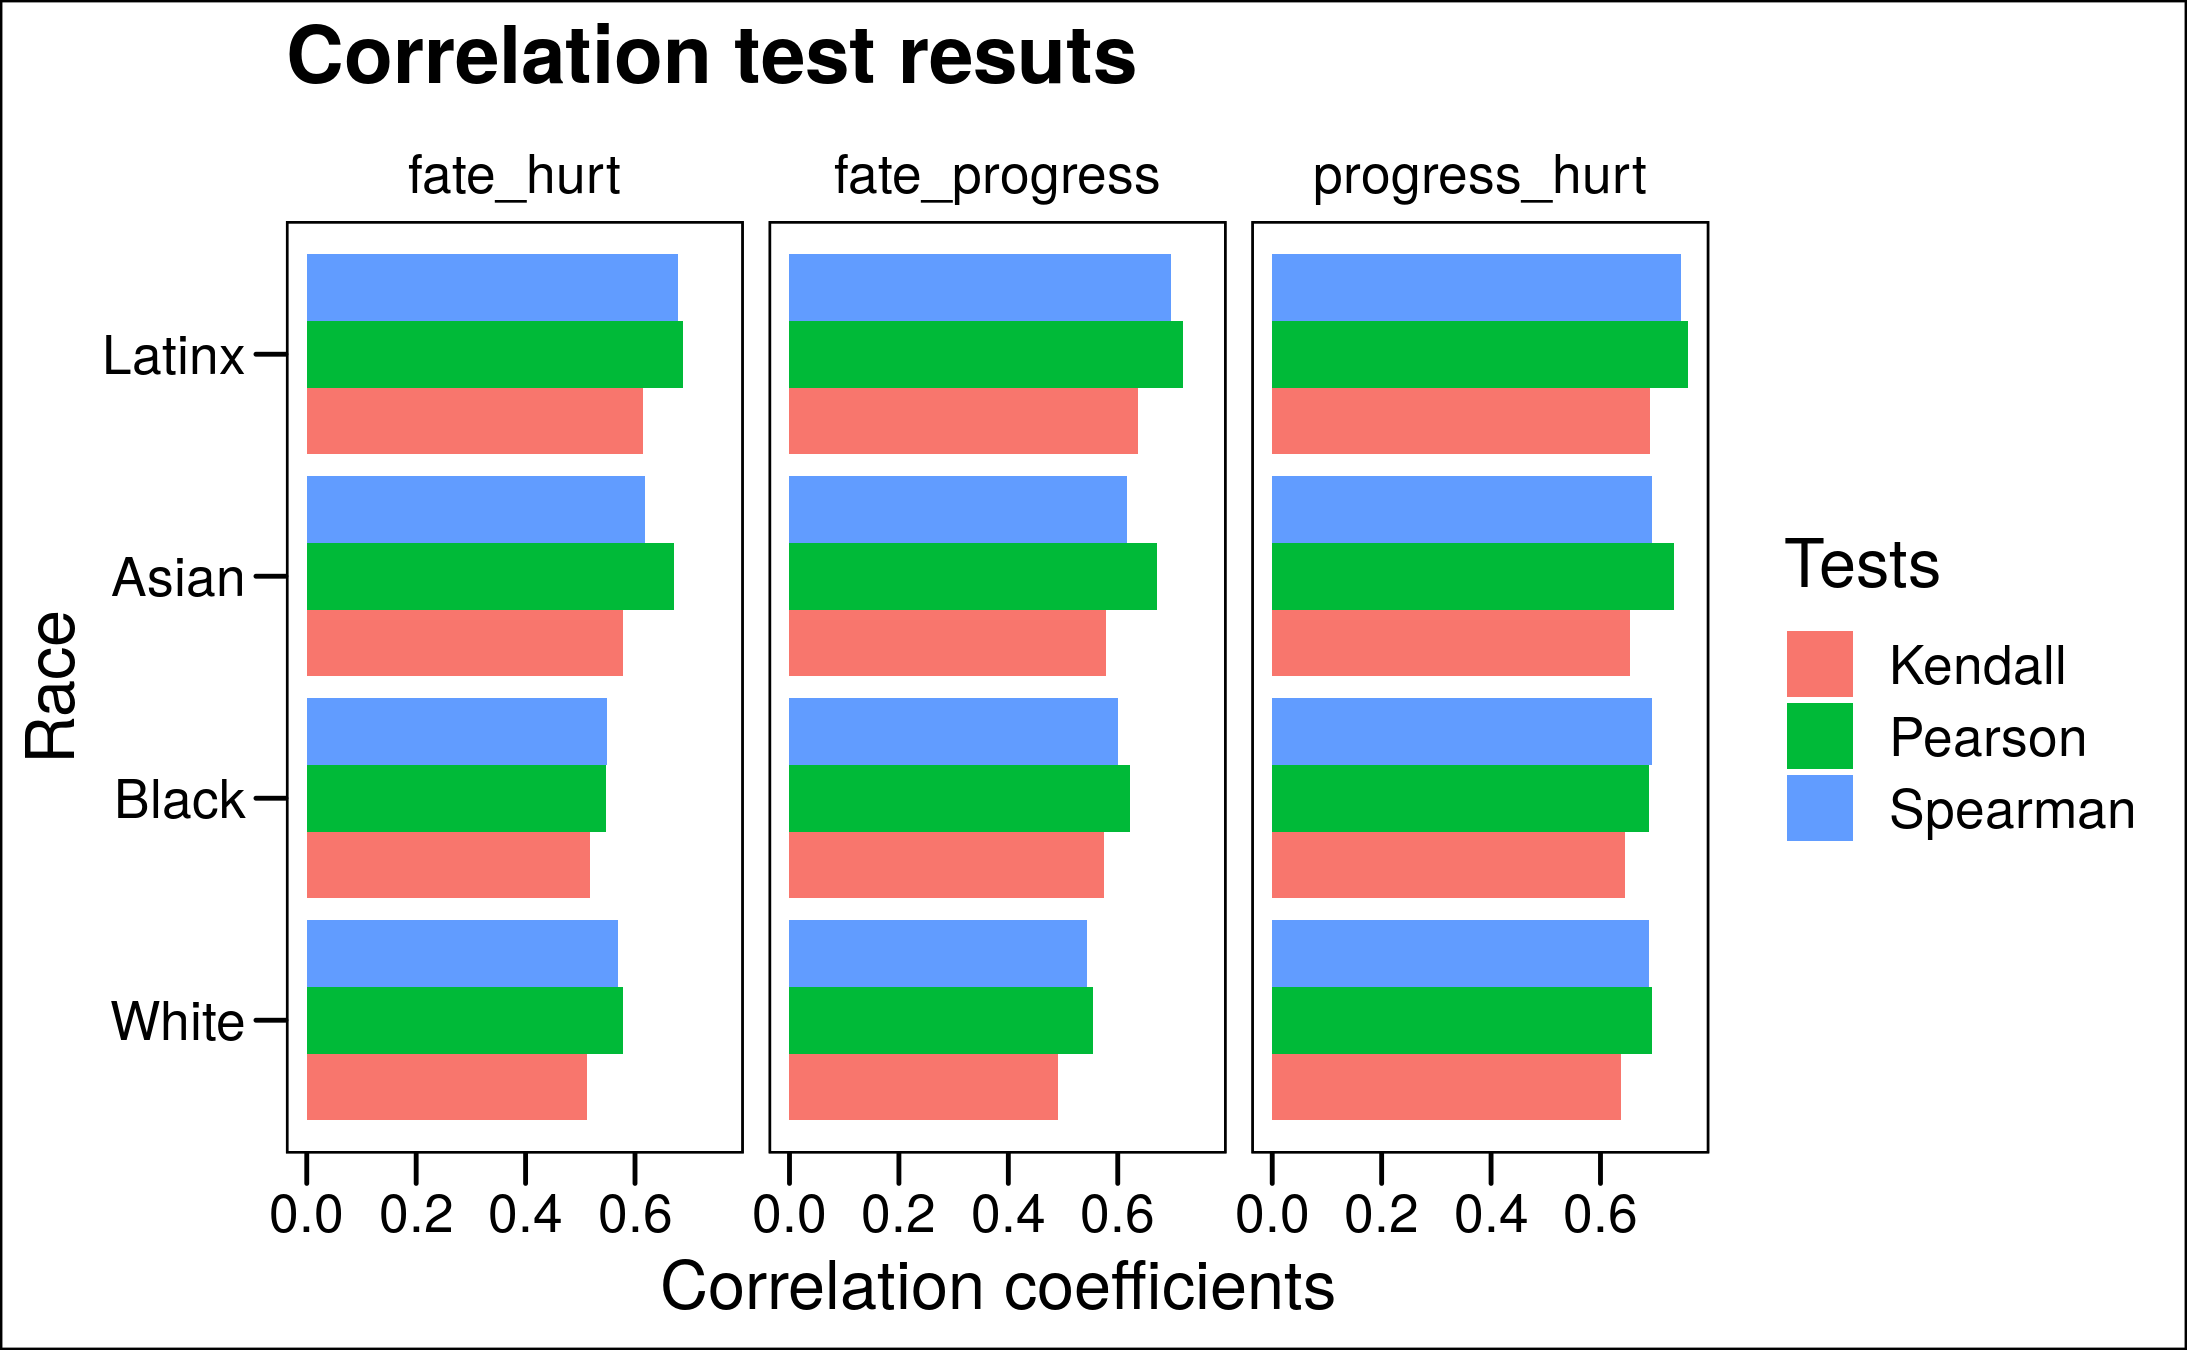 Correlation test resuts
fate_hurt fate_progress progress_hurt
Race
Latinx
Asian
Black
White
0.0 0.2 0.4 0.6 0.0 0.2 0.4 0.6 0.0 0.2 0.4 0.6
Correlation coefficients
Tests
Kendall
Pearson
Spearman